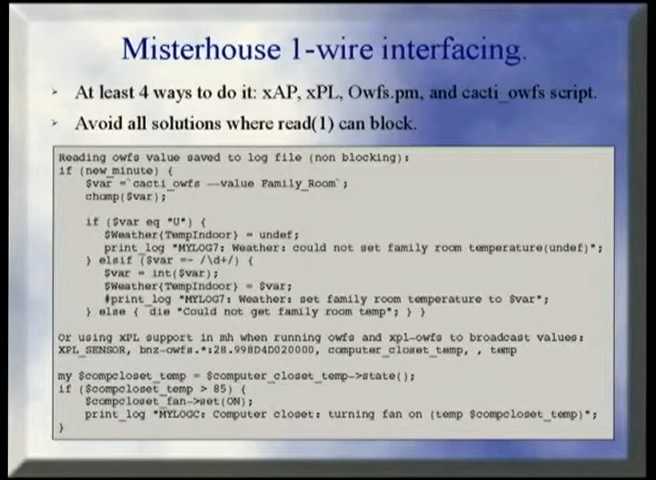 Misterhouse 1-wire interfacing.
At least 4 ways to do it: xAP, xPL, Owfs.pm, and cacti_owfs script.
Avoid all solutions where read(1) can block.
Reading owfs value saved to log file (non blocking):
if (new_minute) {
$var =`cacti_owfs --value Family_Room`;
chomp($var);
if ($var eq "U") {
$Weather{TempIndoor} = undef;
print_log "MYLOG7: Weather: could not set family room temperature(undef)";
} elsif ($var =~ /\d+/) {
$var = int($var);
$Weather{TempIndoor} = $var;
#print_log "MYLOG7: Weather: set family room temperature to $var";
} else { die "Could not get family room temp"; } }
Or using XPL support in mh when running owfs and xpl-owfs to broadcast values:
XPL_SENSOR, bnz-owfs.*:28.998D4D020000, computer_closet_temp, , temp
my $compcloset_temp = $computer_closet_temp->state();
if ($compcloset_temp > 85) {
$compcloset_fan->set(ON);
print_log "MYLOGC: Computer closet: turning fan on (temp $compcloset_temp)";
}